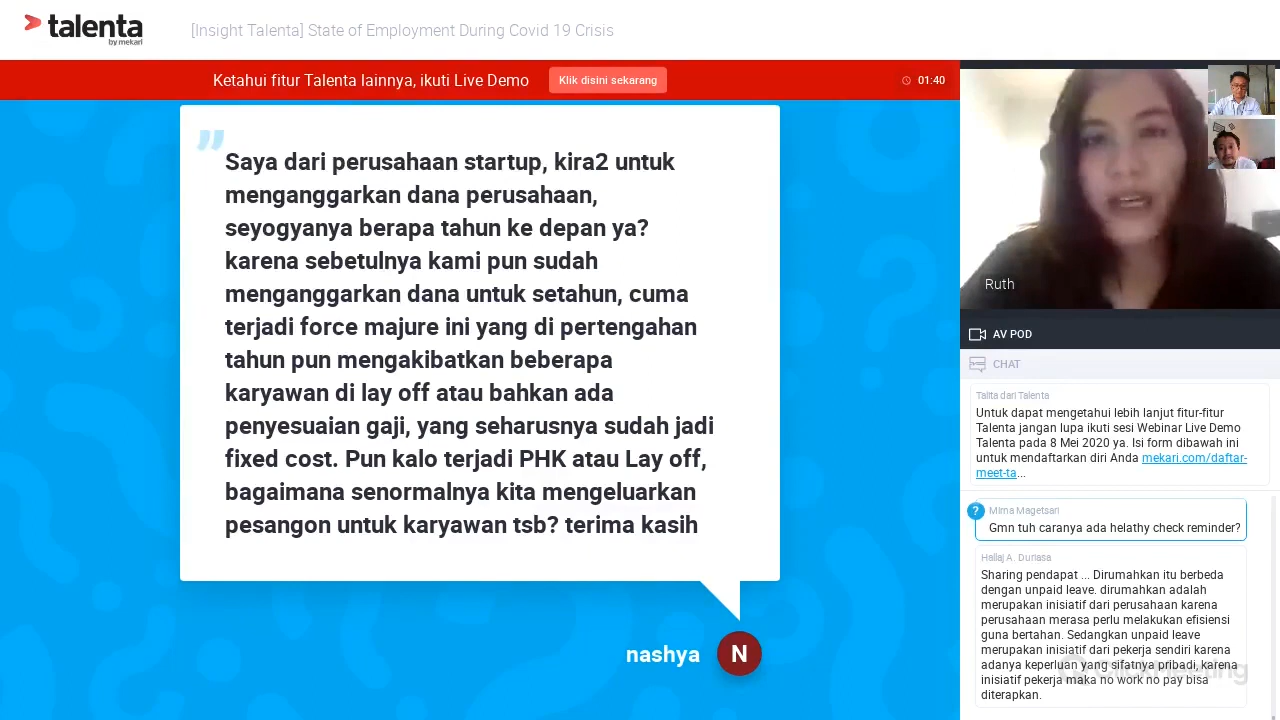 talenta
by mekari
[Insight Talenta] State of Employment During Covid 19 Crisis
Ketahui fitur Talenta lainnya, ikuti Live Demo
Klik disini sekarang
01:40
Saya dari perusahaan startup, kira2 untuk
menganggarkan dana perusahaan,
seyogyanya berapa tahun ke depan ya?
karena sebetulnya kami pun sudah
menganggarkan dana untuk setahun, cuma
terjadi force majure ini yang di pertengahan
tahun pun mengakibatkan beberapa
karyawan di lay off atau bahkan ada
penyesuaian gaji, yang seharusnya sudah jadi
fixed cost. Pun kalo terjadi PHK atau Lay off,
bagaimana senormalnya kita mengeluarkan
pesangon untuk karyawan tsb? terima kasih
nashya
N
Ruth
AV POD
CHAT
Talita dari Talenta
Untuk dapat mengetahui lebih lanjut fitur-fitur
Talenta jangan lupa ikuti sesi Webinar Live Demo
Talenta pada 8 Mei 2020 ya. Isi form dibawah ini
untuk mendaftarkan diri Anda mekari.com/daftar-
meet-ta...
?
Mirna Magetsari
Gmn tuh caranya ada helathy check reminder?
Hallaj A. Duriasa
Sharing pendapat ... Dirumahkan itu berbeda
dengan unpaid leave. dirumahkan adalah
merupakan inisiatif dari perusahaan karena
perusahaan merasa perlu melakukan efisiensi
guna bertahan. Sedangkan unpaid leave
merupakan inisiatif dari pekerja sendiri karena
adanya keperluan yang sifatnya pribadi, karena
inisiatif pekerja maka no work no pay bisa
diterapkan.
ClickMeeting